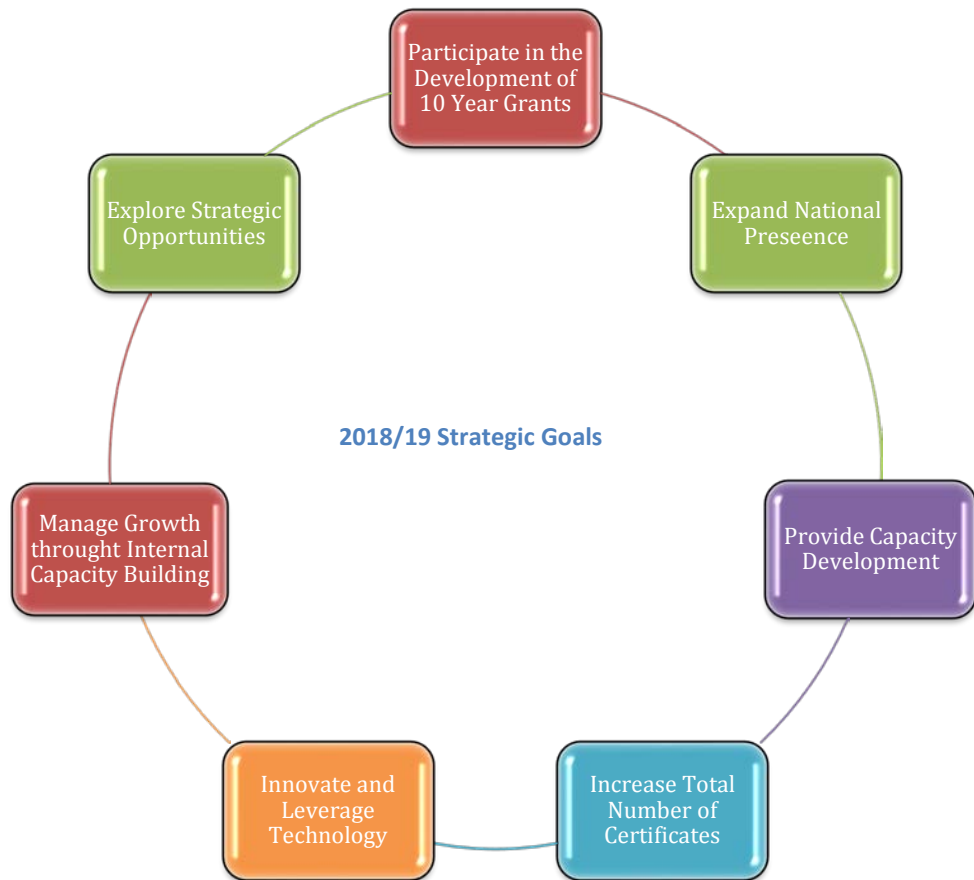 Participate in the
Development of
10 Year Grants
Expand National
Preseence
Provide Capacity
Development
Increase Total
Number of
Certificates
Innovate and
Leverage
Technology
Manage Growth
throught Internal
Capacity Building
Explore Strategic
Opportunities
2018/19 Strategic Goals